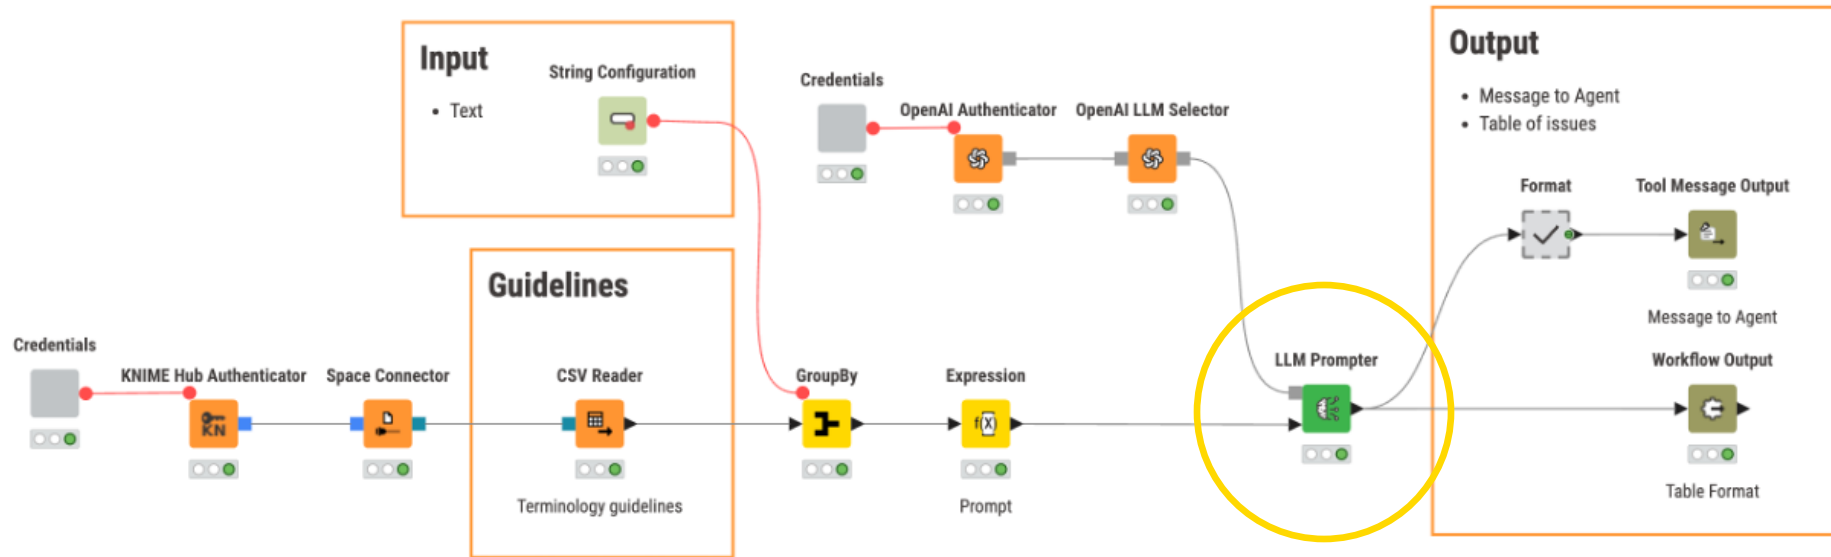 Input
• Text
String Configuration
Credentials
OpenAI Authenticator
OpenAI LLM Selector
Output
• Message to Agent
• Table of issues
Format
Tool Message Output
Message to Agent
Guidelines
Credentials
KNIME Hub Authenticator
Space Connector
CSV Reader
Terminology guidelines
GroupBy
Expression
Prompt
LLM Prompter
Workflow Output
Table Format
KN
f(X)